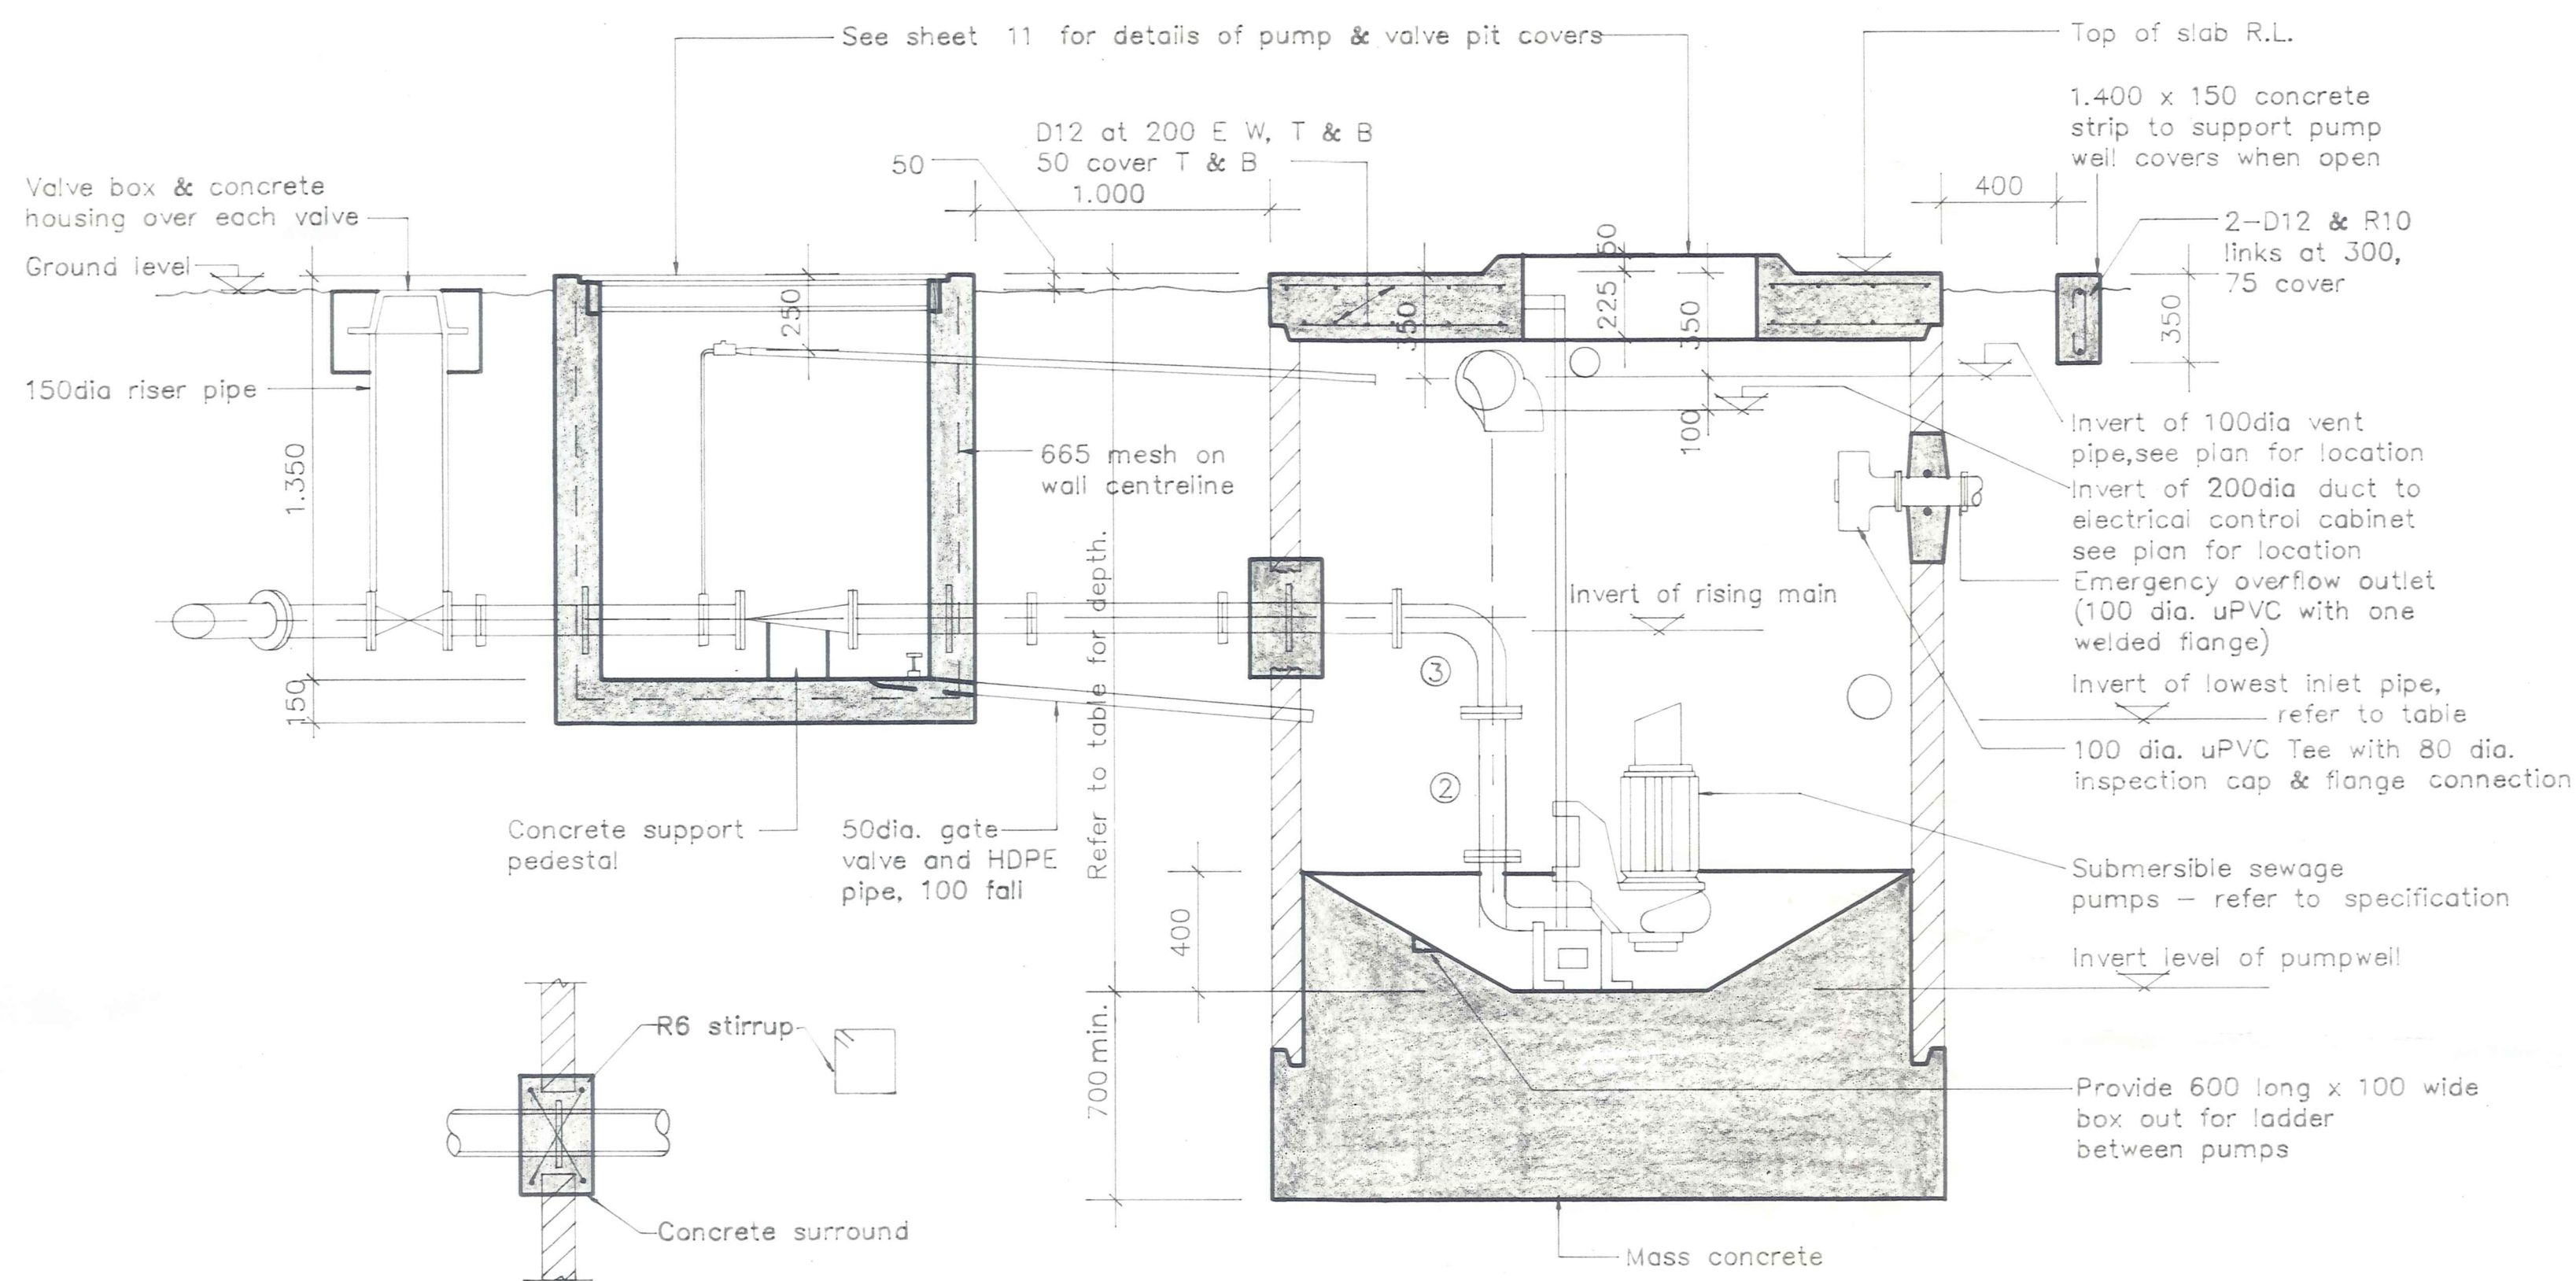 See sheet 11 for details of pump & valve pit covers
Top of slab R.L.
1.400 x 150 concrete
strip to support pump
well covers when open
D12 at 200 E W, T & B
50 cover T & B
50
1.000
400
Valve box & concrete
housing over each valve
Ground level
2-D12 & R10
links at 300,
75 cover
250
350
50
225
350
350
100
150dia riser pipe
1.350
150
665 mesh on
wall centreline
Refer to table for depth.
Invert of 100dia vent
pipe,see plan for location
Invert of 200dia duct to
electrical control cabinet
see plan for location
Emergency overflow outlet
(100 dia. uPVC with one
welded flange)
Invert of rising main
Invert of lowest inlet pipe,
refer to table
100 dia. uPVC Tee with 80 dia.
inspection cap & flange connection
3
2
Concrete support
pedestal
50dia. gate
valve and HDPE
pipe, 100 fall
Submersible sewage
pumps – refer to specification
400
Invert level of pumpwell
700 min.
R6 stirrup
Provide 600 long x 100 wide
box out for ladder
between pumps
Concrete surround
Mass concrete